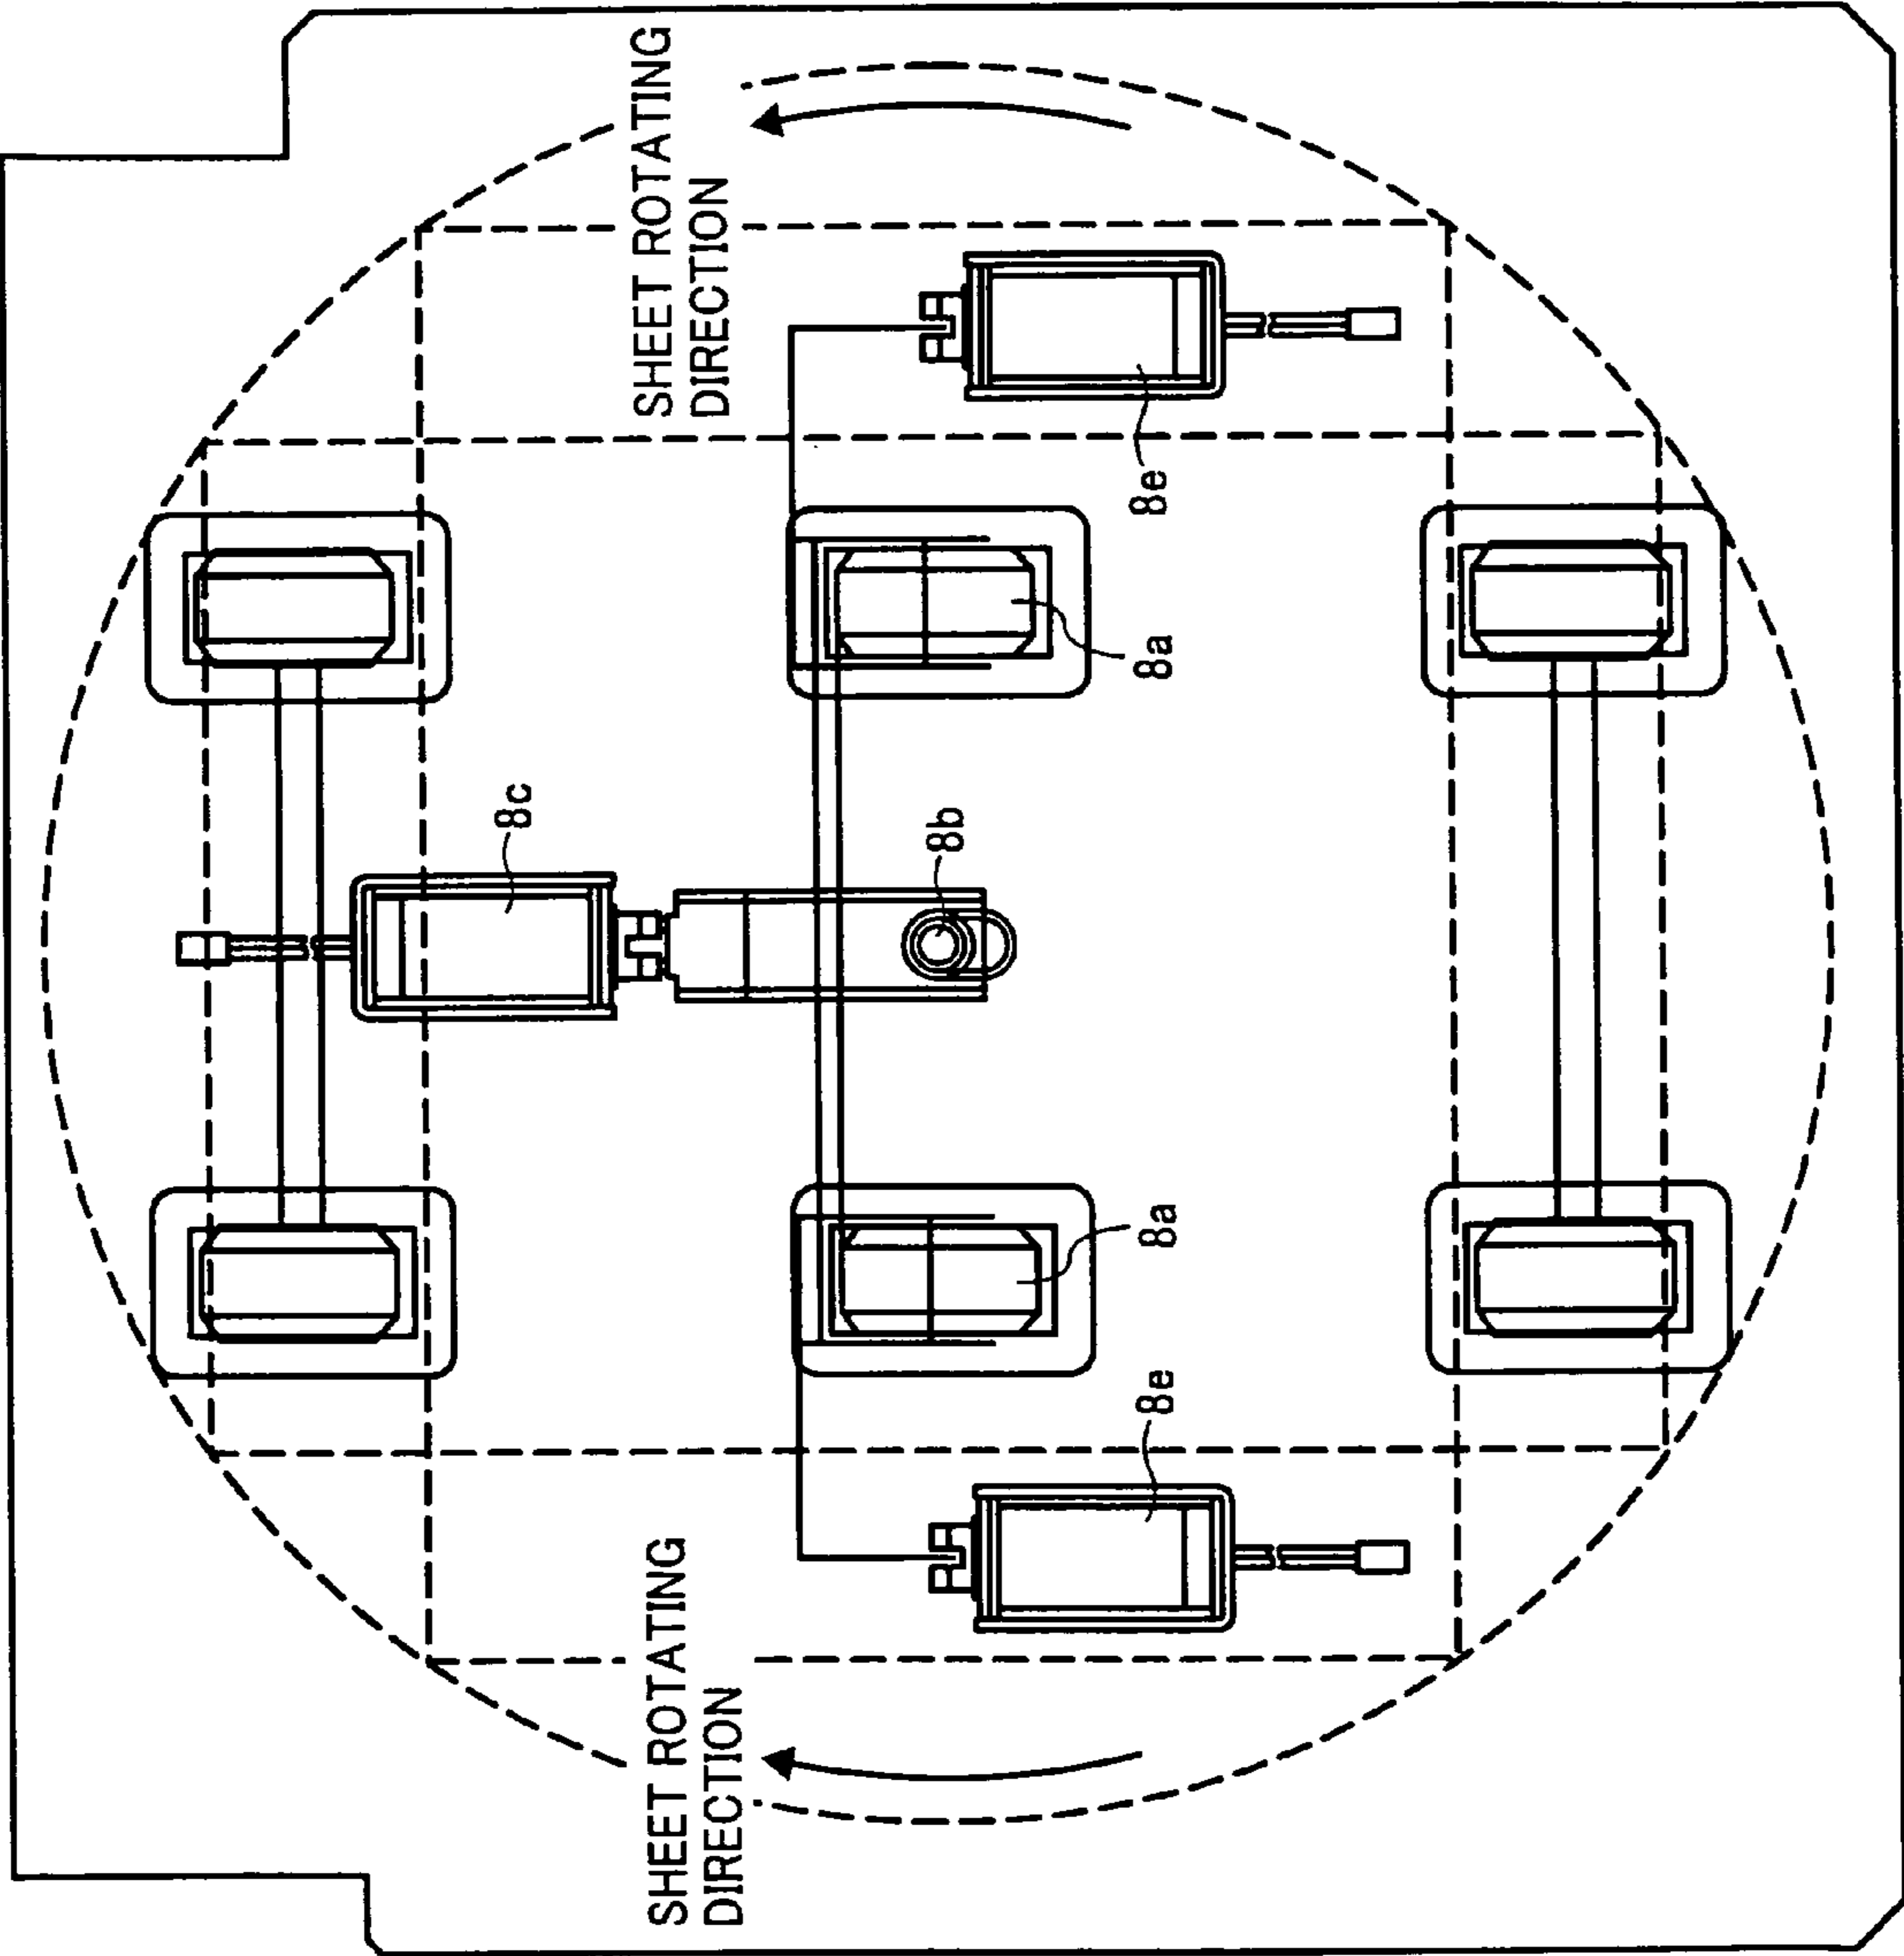 SHEET ROTATING
DIRECTION
SHEET ROTATING
DIRECTION
8c
8b
8e
8a
8a
8e